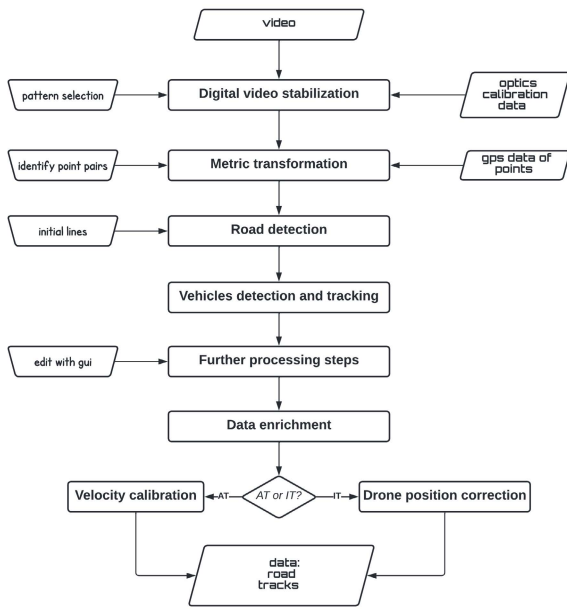 video
pattern selection
Digital video stabilization
optics
calibration
data
identify point pairs
Metric transformation
gps data of
points
initial lines
Road detection
Vehicles detection and tracking
edit with gui
Further processing steps
Data enrichment
Velocity calibration
AT
AT or IT?
IT
Drone position correction
data:
road
tracks